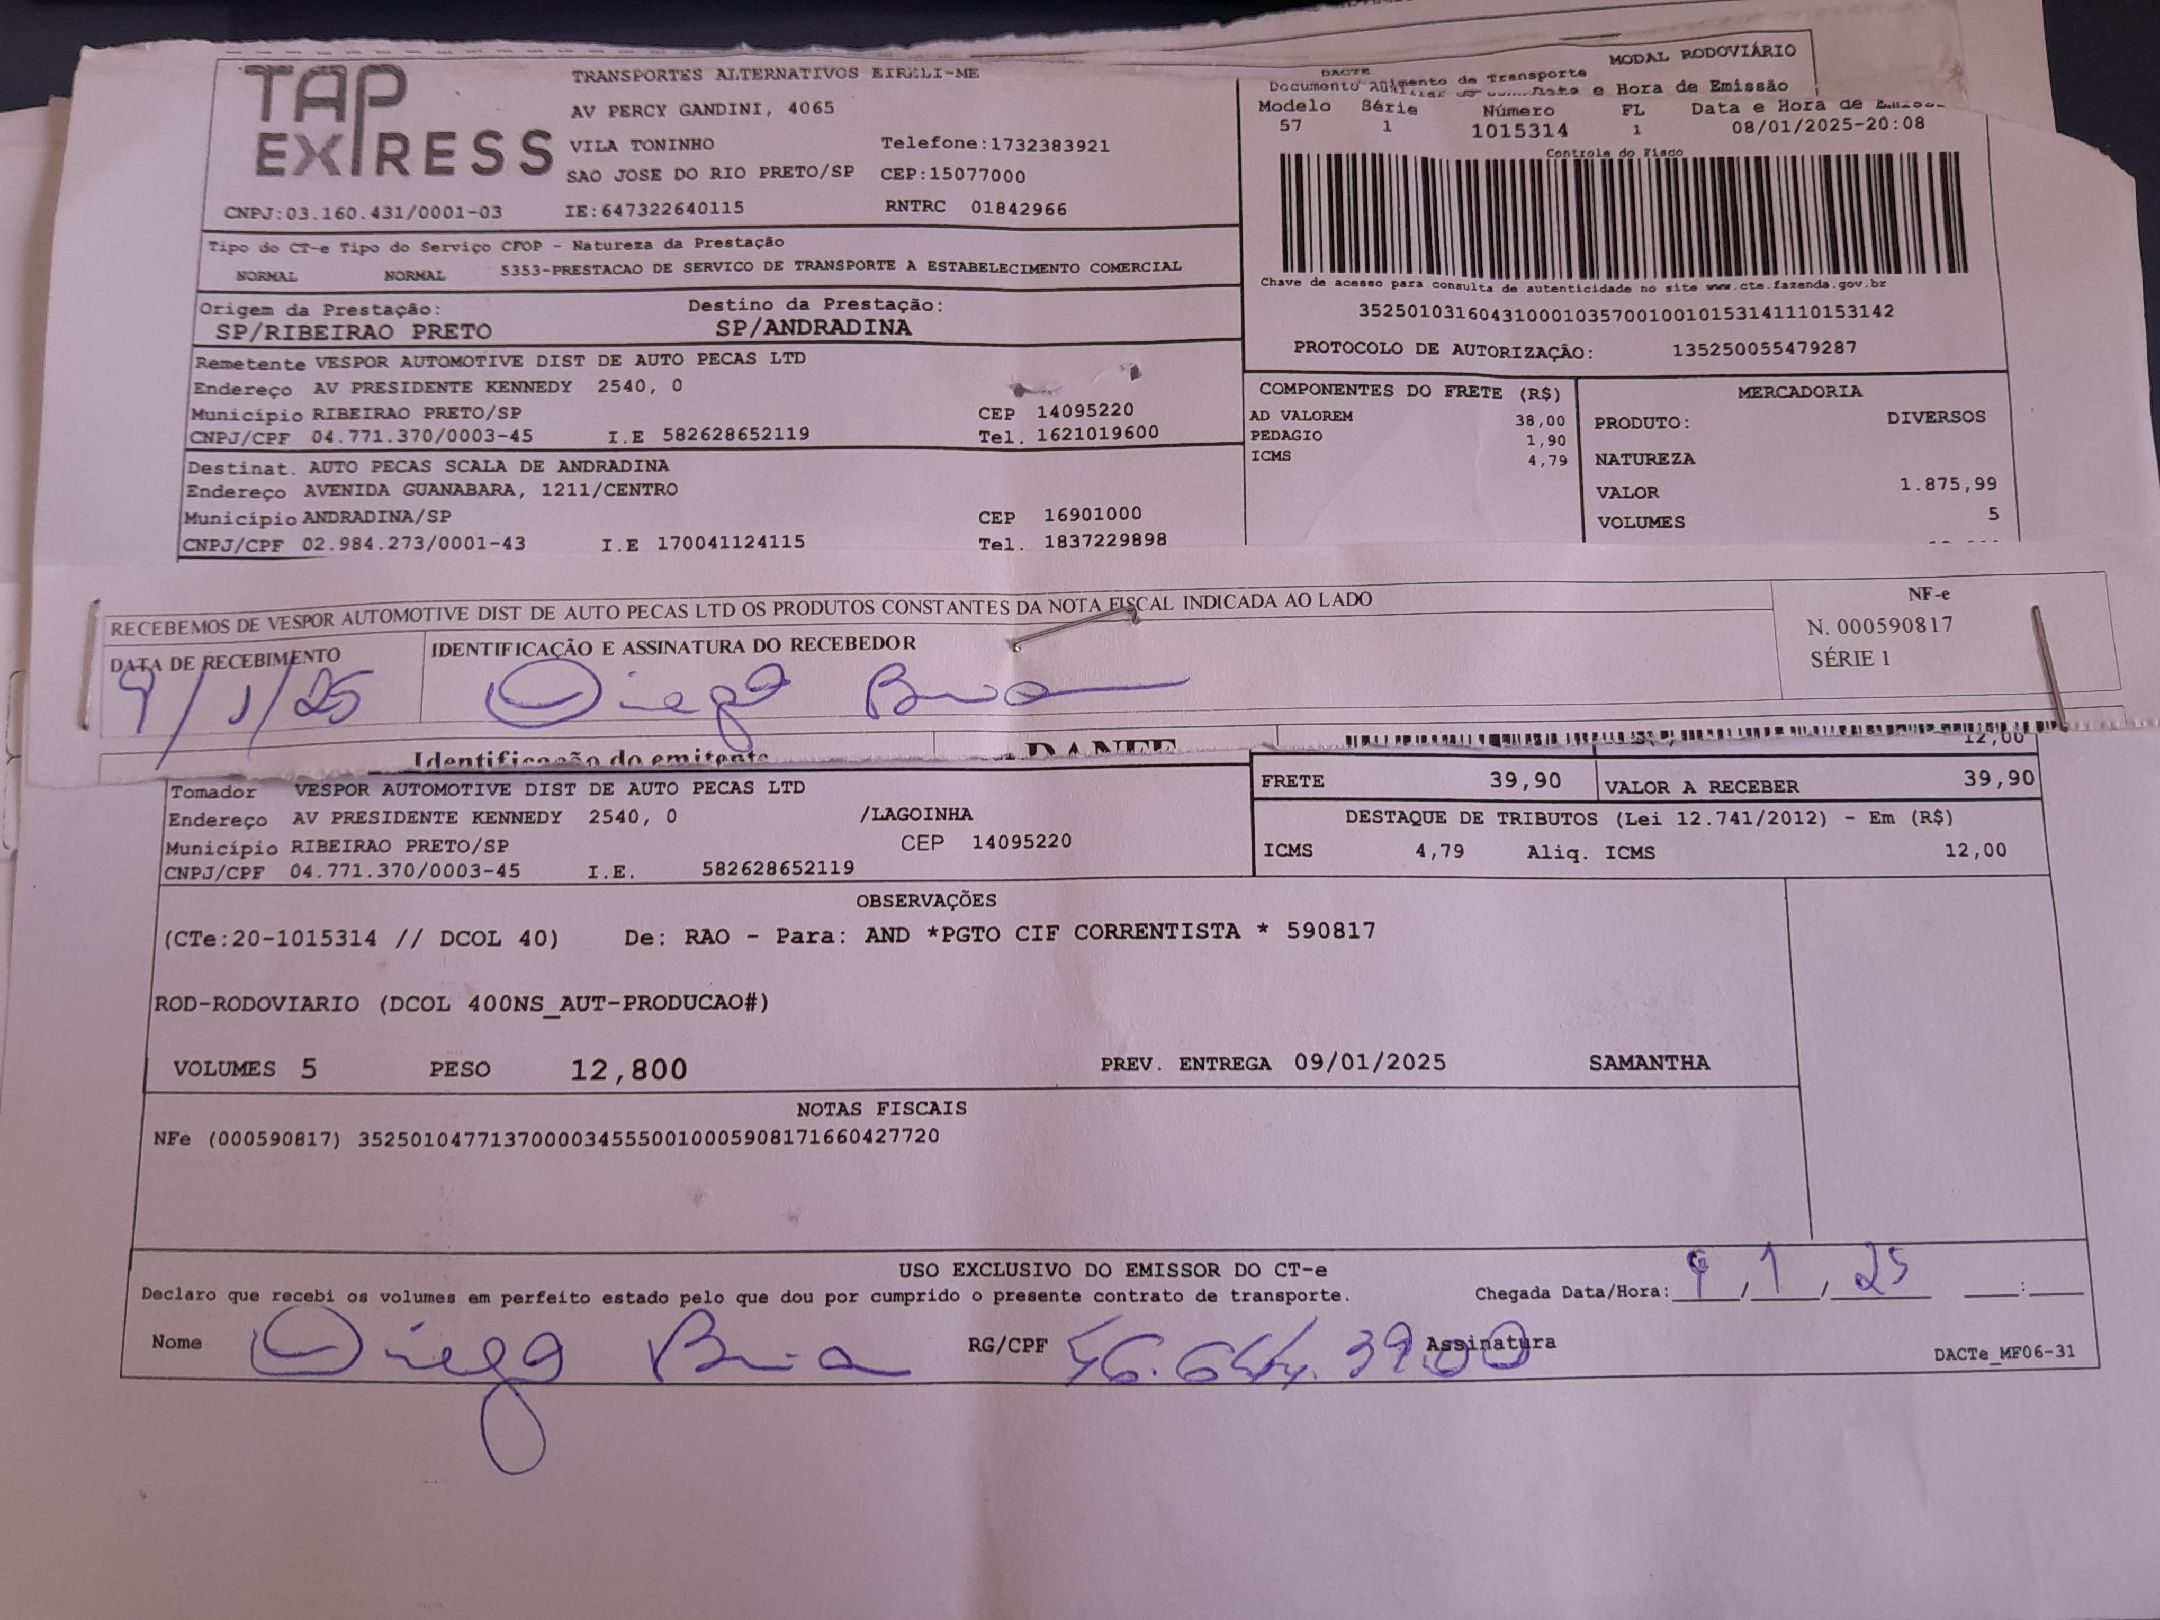 TAP EXPRESS
TRANSPORTES ALTERNATIVOS EIRELI-ME
AV PERCY GANDINI, 4065
VILA TONINHO Telefone:1732383921
SAO JOSE DO RIO PRETO/SP CEP:15077000
CNPJ:03.160.431/0001-03 IE:647322640115 RNTRC 01842966
MODAL RODOVIÁRIO
DACTE
Documento de Transporte
e Hora de Emissão
Modelo Série Número FL Data e Hora de
57 1 1015314 1 08/01/2025-20:08
Controle do Fisco
Chave de acesso para consulta de autenticidade no site www.cte.fazenda.gov.br
35250103160431000103570010010153141110153142
PROTOCOLO DE AUTORIZAÇÃO: 135250055479287
Tipo do CT-e Tipo do Serviço CFOP - Natureza da Prestação
NORMAL NORMAL 5353-PRESTACAO DE SERVICO DE TRANSPORTE A ESTABELECIMENTO COMERCIAL
Origem da Prestação: Destino da Prestação:
SP/RIBEIRAO PRETO SP/ANDRADINA
Remetente VESPOR AUTOMOTIVE DIST DE AUTO PECAS LTD
Endereço AV PRESIDENTE KENNEDY 2540, 0
Município RIBEIRAO PRETO/SP CEP 14095220
CNPJ/CPF 04.771.370/0003-45 I.E 582628652119 Tel. 1621019600
Destinat. AUTO PECAS SCALA DE ANDRADINA
Endereço AVENIDA GUANABARA, 1211/CENTRO
Município ANDRADINA/SP CEP 16901000
CNPJ/CPF 02.984.273/0001-43 I.E 170041124115 Tel. 1837229898
COMPONENTES DO FRETE (R$)
AD VALOREM 38,00
PEDAGIO 1,90
ICMS 4,79
MERCADORIA
PRODUTO: DIVERSOS
NATUREZA
VALOR 1.875,99
VOLUMES 5
RECEBEMOS DE VESPOR AUTOMOTIVE DIST DE AUTO PECAS LTD OS PRODUTOS CONSTANTES DA NOTA FISCAL INDICADA AO LADO
DATA DE RECEBIMENTO IDENTIFICAÇÃO E ASSINATURA DO RECEBEDOR
9/1/25 Diego
NF-e
N. 000590817
SÉRIE 1
Identificação do emitente DANFE
12,00
Tomador VESPOR AUTOMOTIVE DIST DE AUTO PECAS LTD
Endereço AV PRESIDENTE KENNEDY 2540, 0 /LAGOINHA
Município RIBEIRAO PRETO/SP CEP 14095220
CNPJ/CPF 04.771.370/0003-45 I.E. 582628652119
FRETE 39,90 VALOR A RECEBER 39,90
DESTAQUE DE TRIBUTOS (Lei 12.741/2012) - Em (R$)
ICMS 4,79 Aliq. ICMS 12,00
OBSERVAÇÕES
(CTe:20-1015314 // DCOL 40) De: RAO - Para: AND *PGTO CIF CORRENTISTA * 590817
ROD-RODOVIARIO (DCOL 400NS_AUT-PRODUCAO#)
VOLUMES 5 PESO 12,800 PREV. ENTREGA 09/01/2025 SAMANTHA
NOTAS FISCAIS
NFe (000590817) 35250104771370000345550010005908171660427720
USO EXCLUSIVO DO EMISSOR DO CT-e
Declaro que recebi os volumes em perfeito estado pelo que dou por cumprido o presente contrato de transporte. Chegada Data/Hora: 9/1/25 :
Nome Diego RG/CPF Assinatura
DACTe_MF06-31